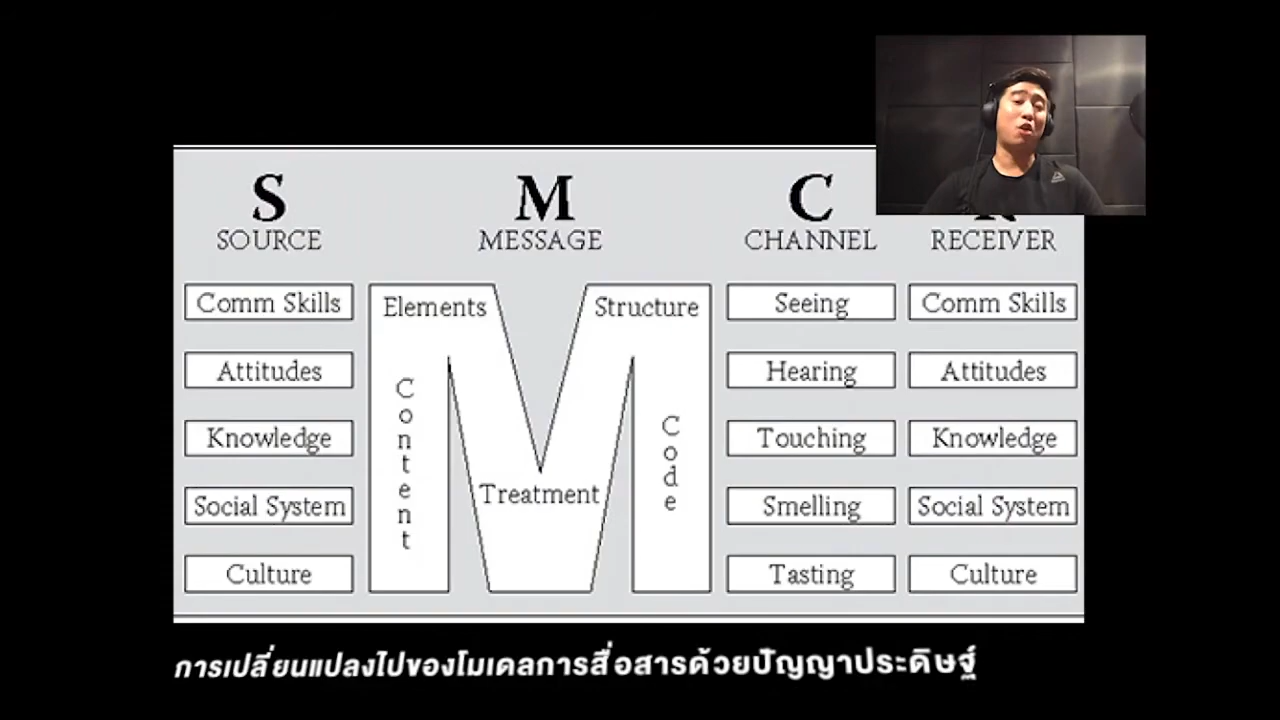 S
SOURCE
Comm Skills
Attitudes
Knowledge
Social System
Culture
M
MESSAGE
Elements
Structure
Content
Treatment
Code
C
CHANNEL
Seeing
Hearing
Touching
Smelling
Tasting
RECEIVER
Comm Skills
Attitudes
Knowledge
Social System
Culture
การเปลี่ยนแปลงไปของโมเดลการสื่อสารด้วยปัญญาประดิษฐ์